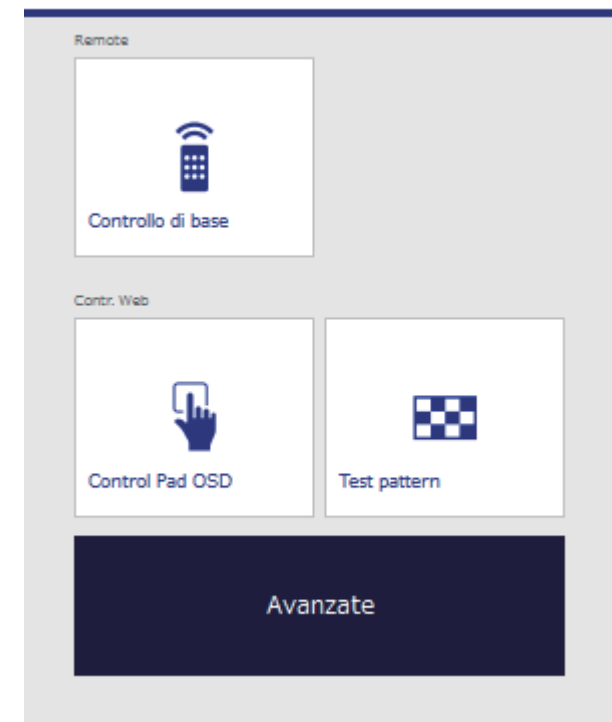 Remote
Controllo di base
Contr. Web
Control Pad OSD
Test pattern
Avanzate